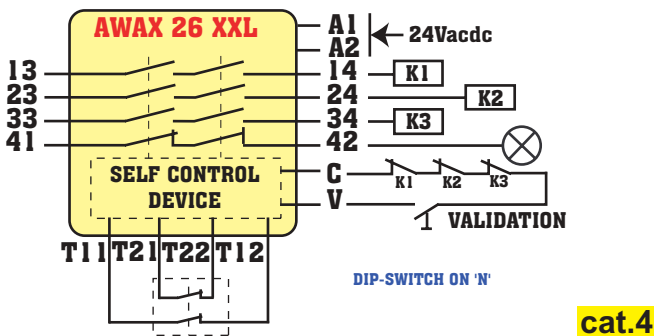 AWAX 26 XXL
A1
A2
24Vacdc
13
14
K1
23
24
K2
33
34
K3
41
42
SELF CONTROL
DEVICE
C
K1 K2 K3
V
VALIDATION
T11 T21 T22 T12
DIP-SWITCH ON 'N'
cat.4